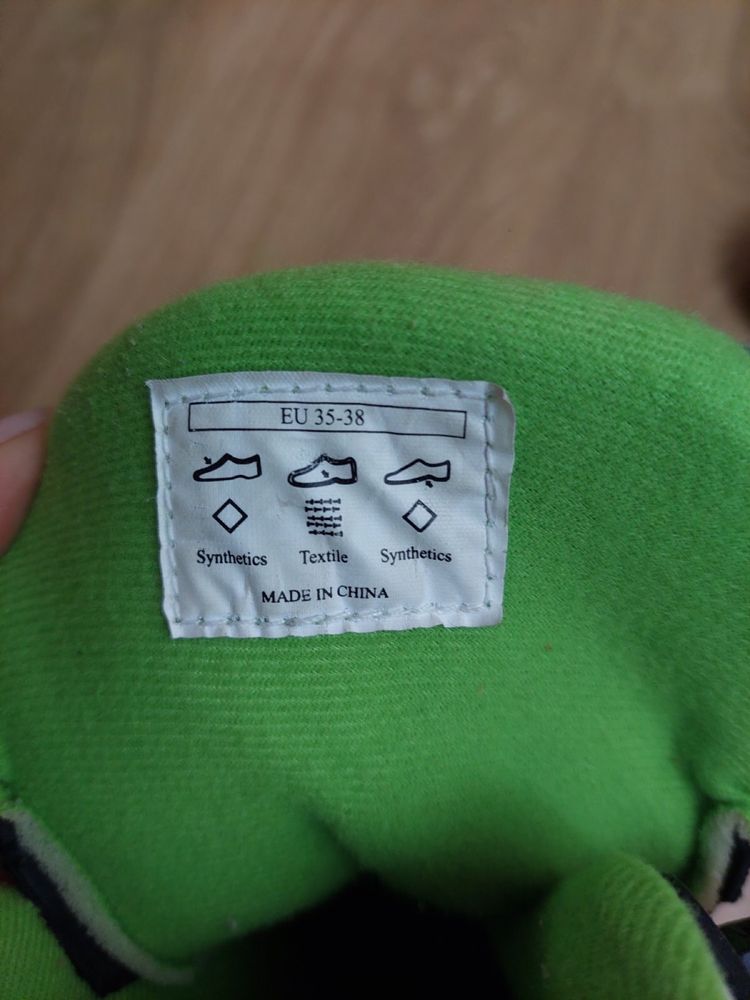 EU 35-38
Synthetics Textile Synthetics
MADE IN CHINA